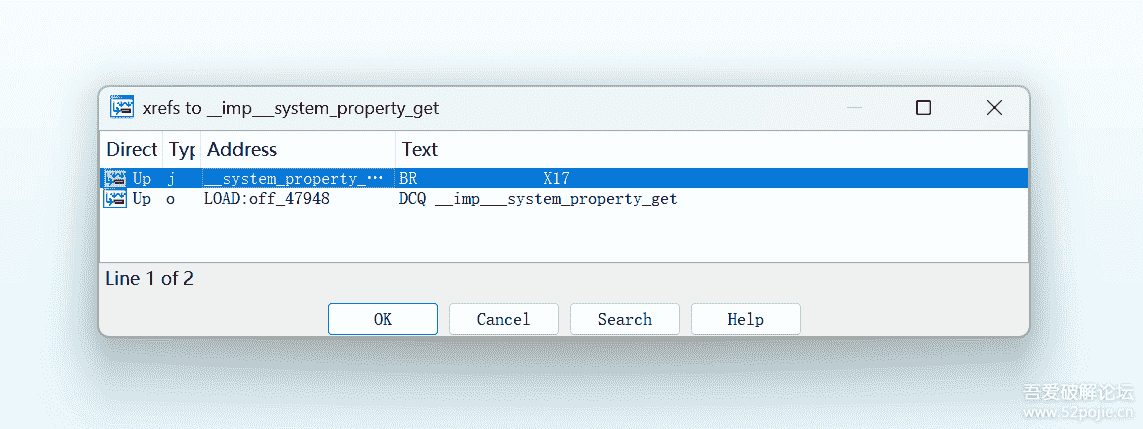 xrefs to __imp___system_property_get
Direct Typ Address Text
Up j __system_property_… BR X17
Up o LOAD:off_47948 DCQ __imp___system_property_get
Line 1 of 2
OK Cancel Search Help
吾爱破解论坛
www.52pojie.cn